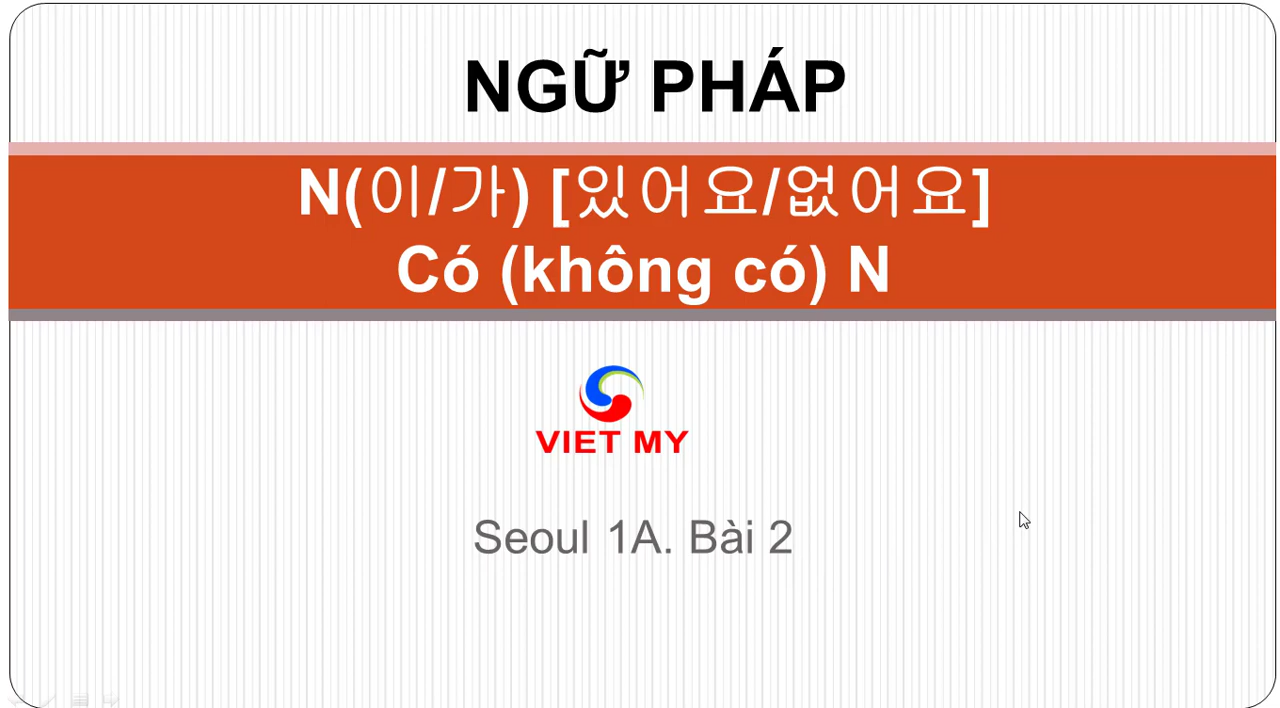 NGỮ PHÁP
N(이/가) [있어요/없어요]
Có (không có) N
VIET MY
Seoul 1A. Bài 2